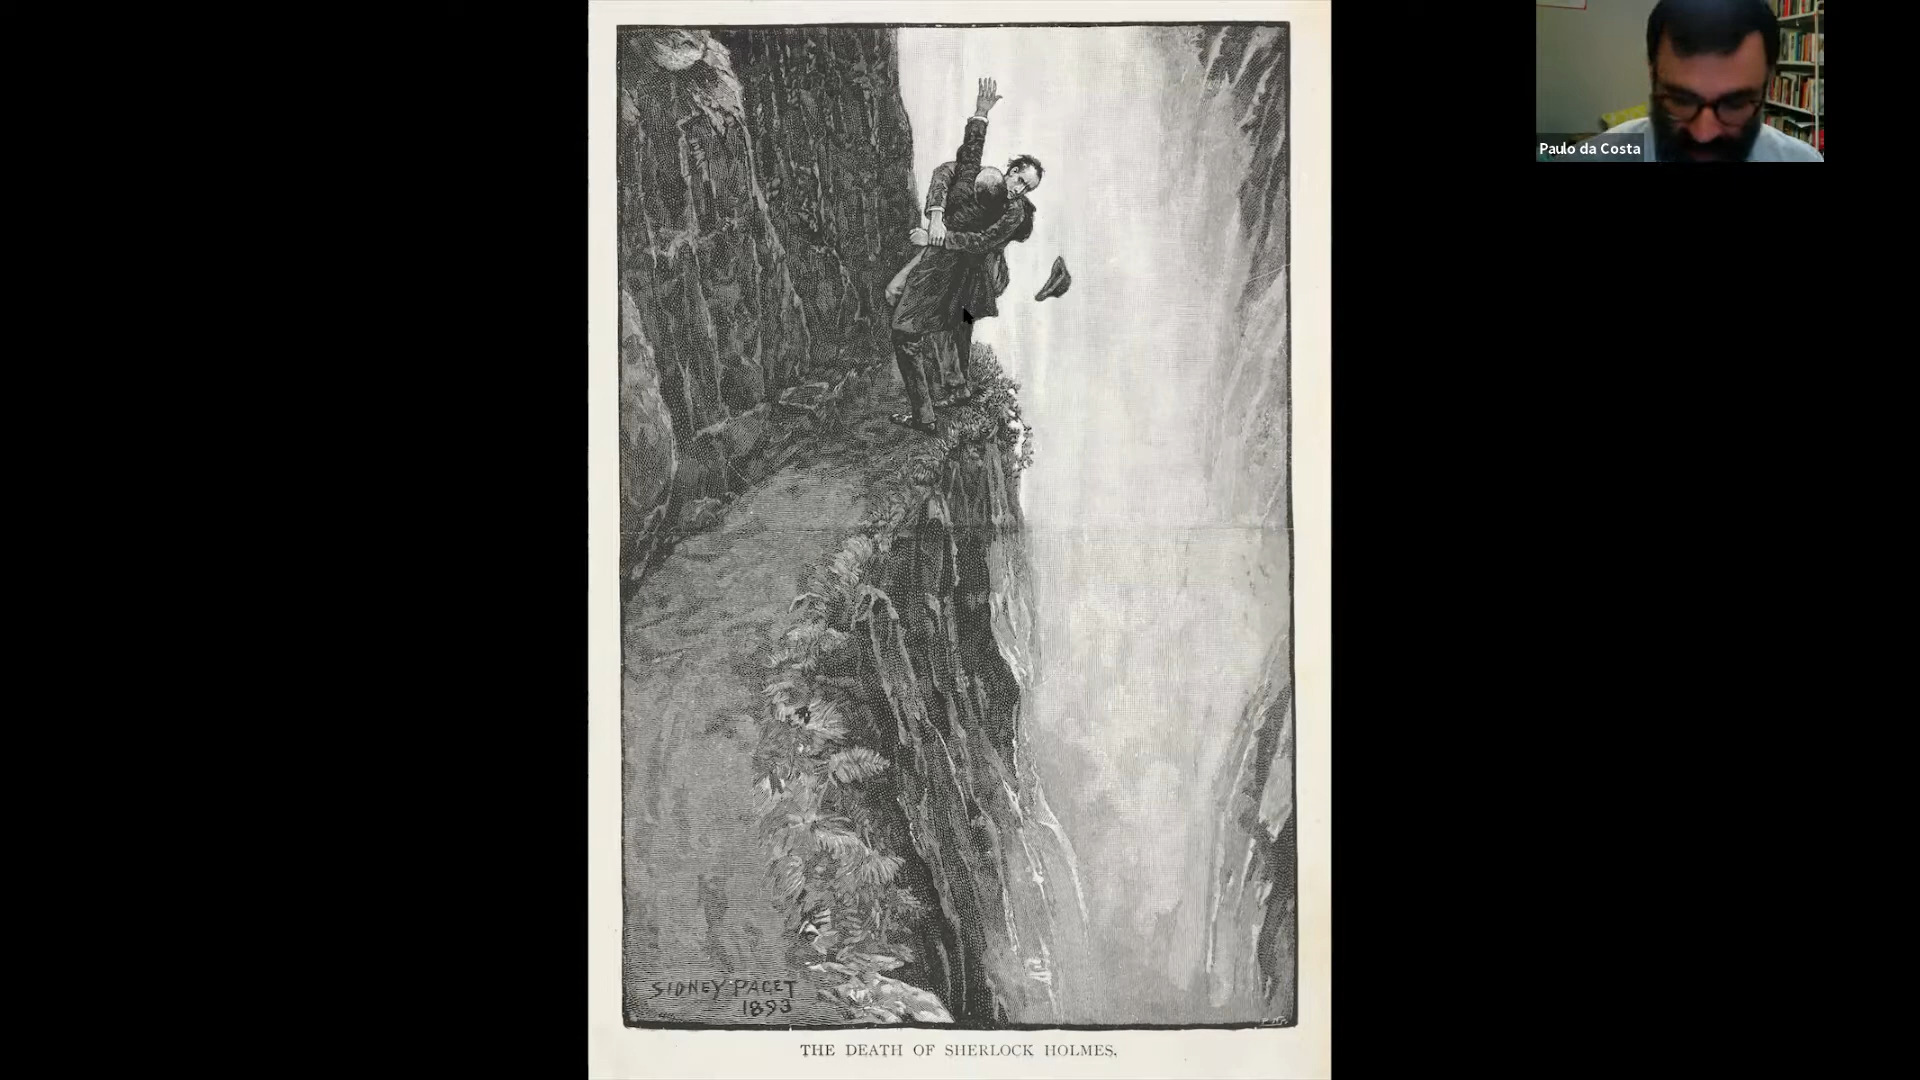 Paulo da Costa
SIDNEY PAGET
1893
THE DEATH OF SHERLOCK HOLMES.